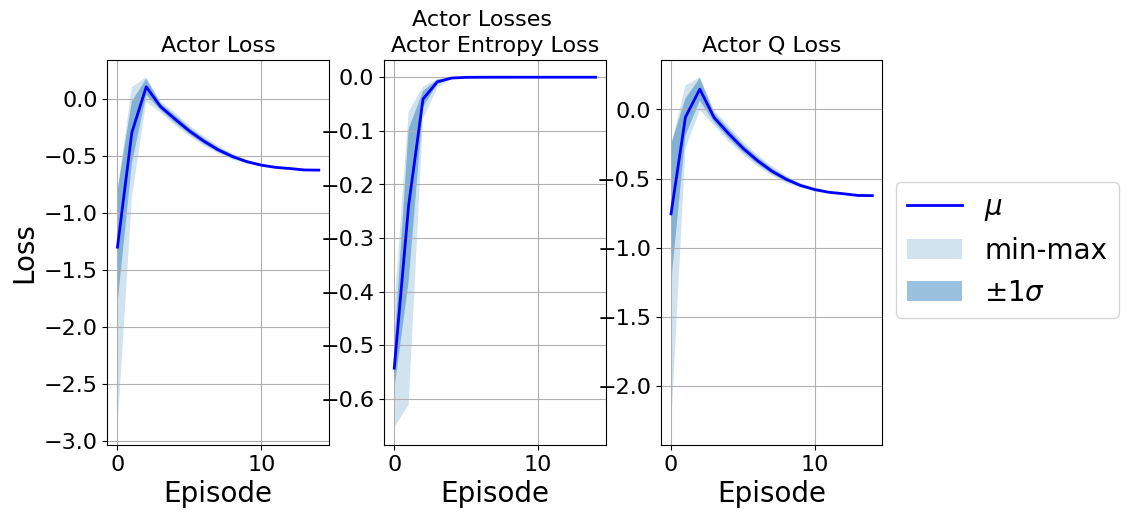 Actor Losses
Actor Loss
Actor Entropy Loss
Actor Q Loss
Loss
0.0
−0.5
−1.0
−1.5
−2.0
−2.5
−3.0
0 10
Episode
0.0
−0.1
−0.2
−0.3
−0.4
−0.5
−0.6
0 10
Episode
0.0
−0.5
−1.0
−1.5
−2.0
0 10
Episode
μ
min-max
±1σ